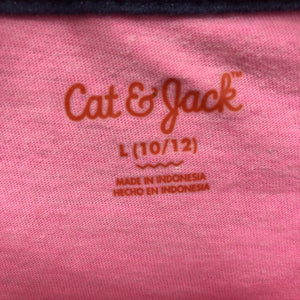 Cat & Jack™
L (10/12)
MADE IN INDONESIA
HECHO EN INDONESIA